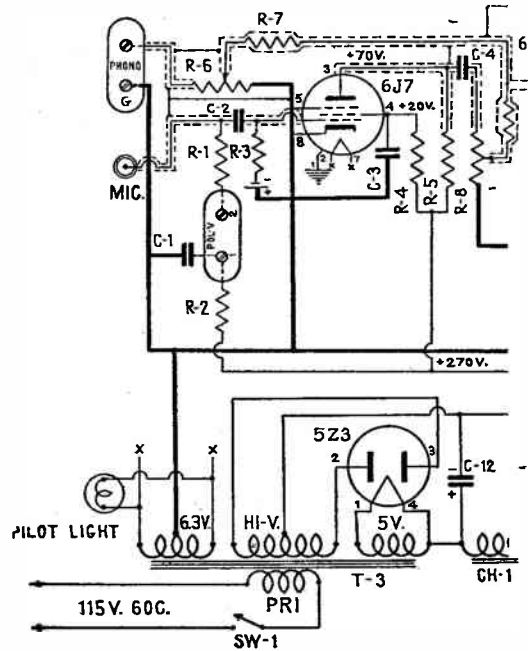 R-7
6
PHONO
R-6
+70V.
C-4
3
6J7
G
C-2
5
4
+20V.
8
R-1
R-3
1
2
X
7
C-3
R-4
R-5
R-8
MIC.
- +
2
POL-V
C-1
R-2
+270V.
5Z3
X
X
2
3
C-12
-
+
1
4
PILOT LIGHT
6.3V.
HI-V.
5V.
T-3
CH-1
PRI
115V. 60C.
SW-1